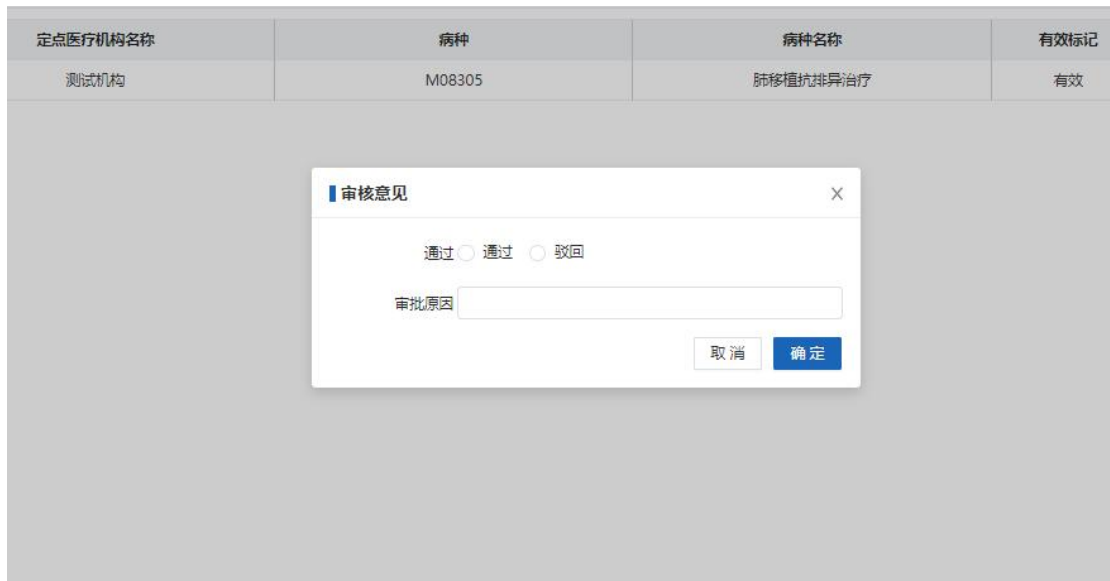 定点医疗机构名称 病种 病种名称 有效标记
测试机构 M08305 肺移植抗排异治疗 有效
审核意见
通过 通过 驳回
审批原因
取消 确定